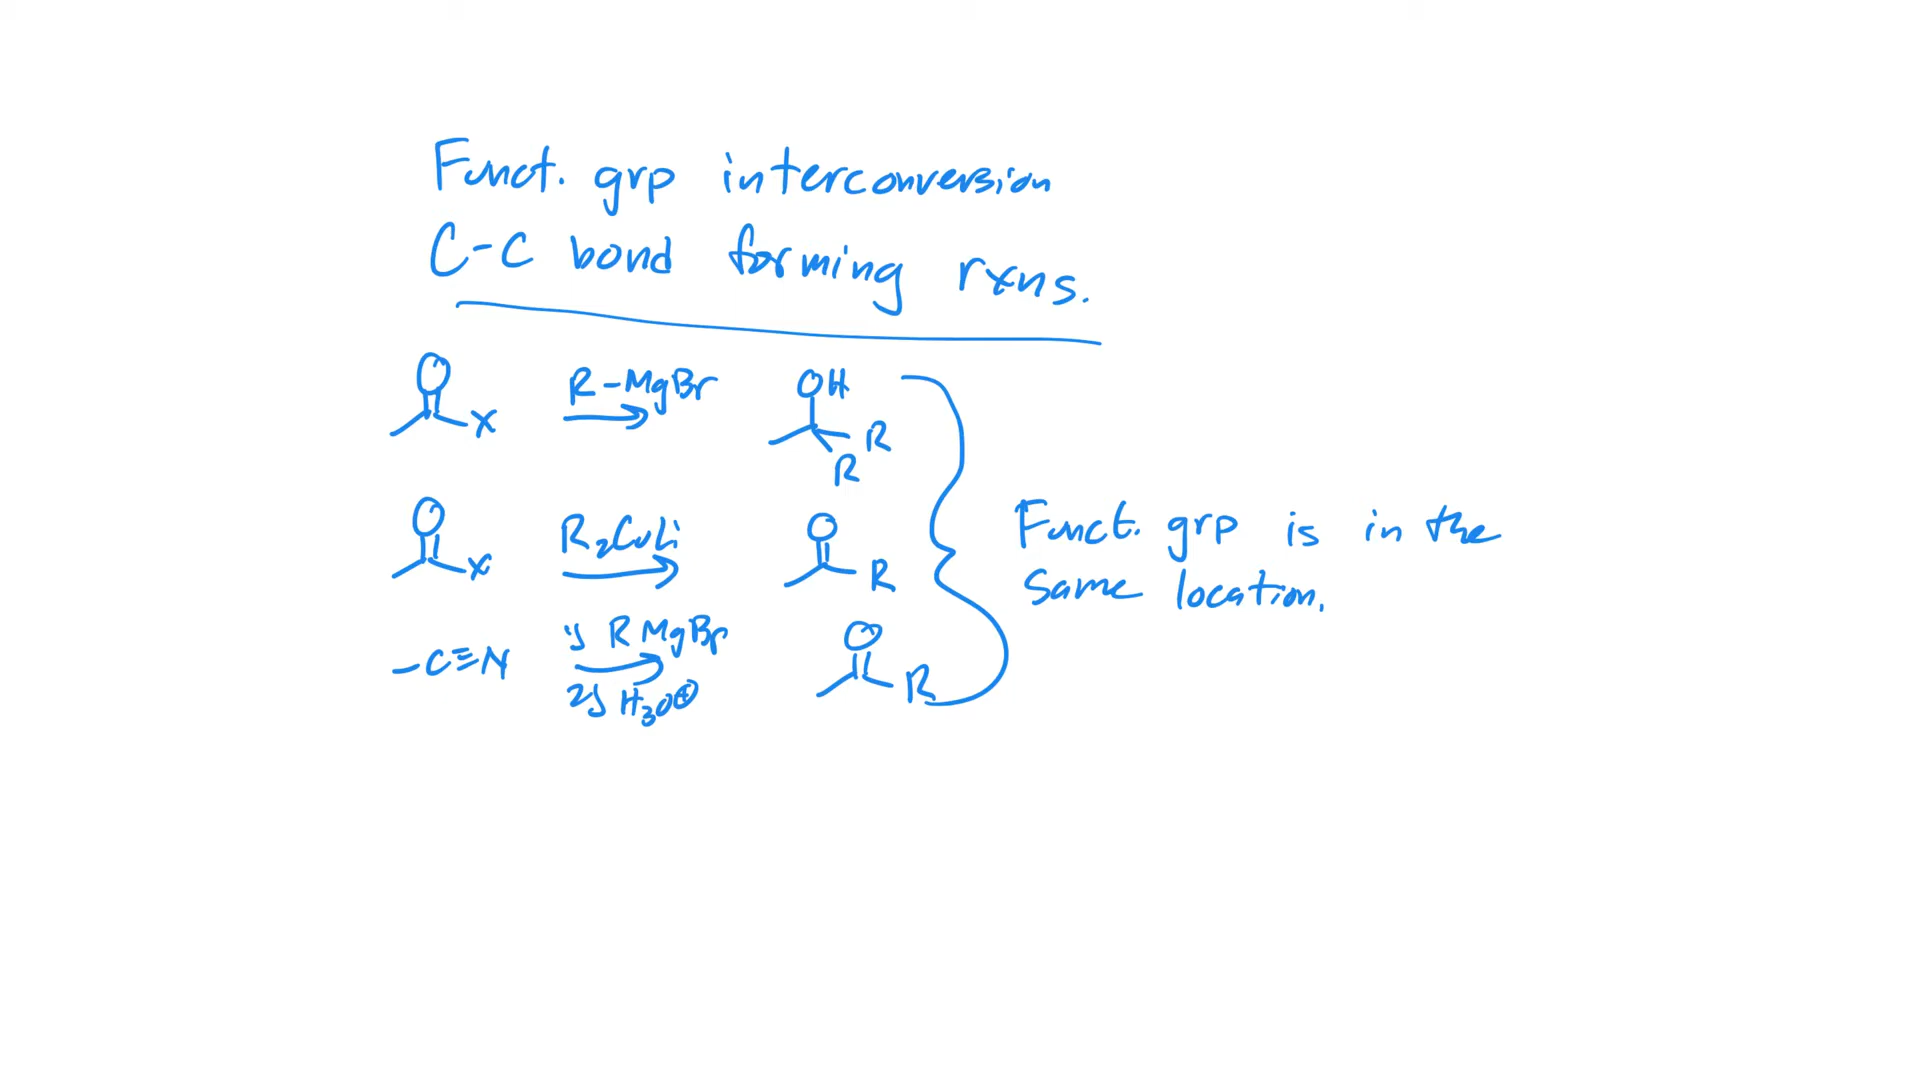 Funct. grp interconversion
C-C bond forming rxns.
O
X
R-MgBr
OH
R
R
O
X
R₂CuLi
O
R
-C≡N
1) RMgBr
2) H₃O⊕
O
R
Funct. grp is in the
same location.